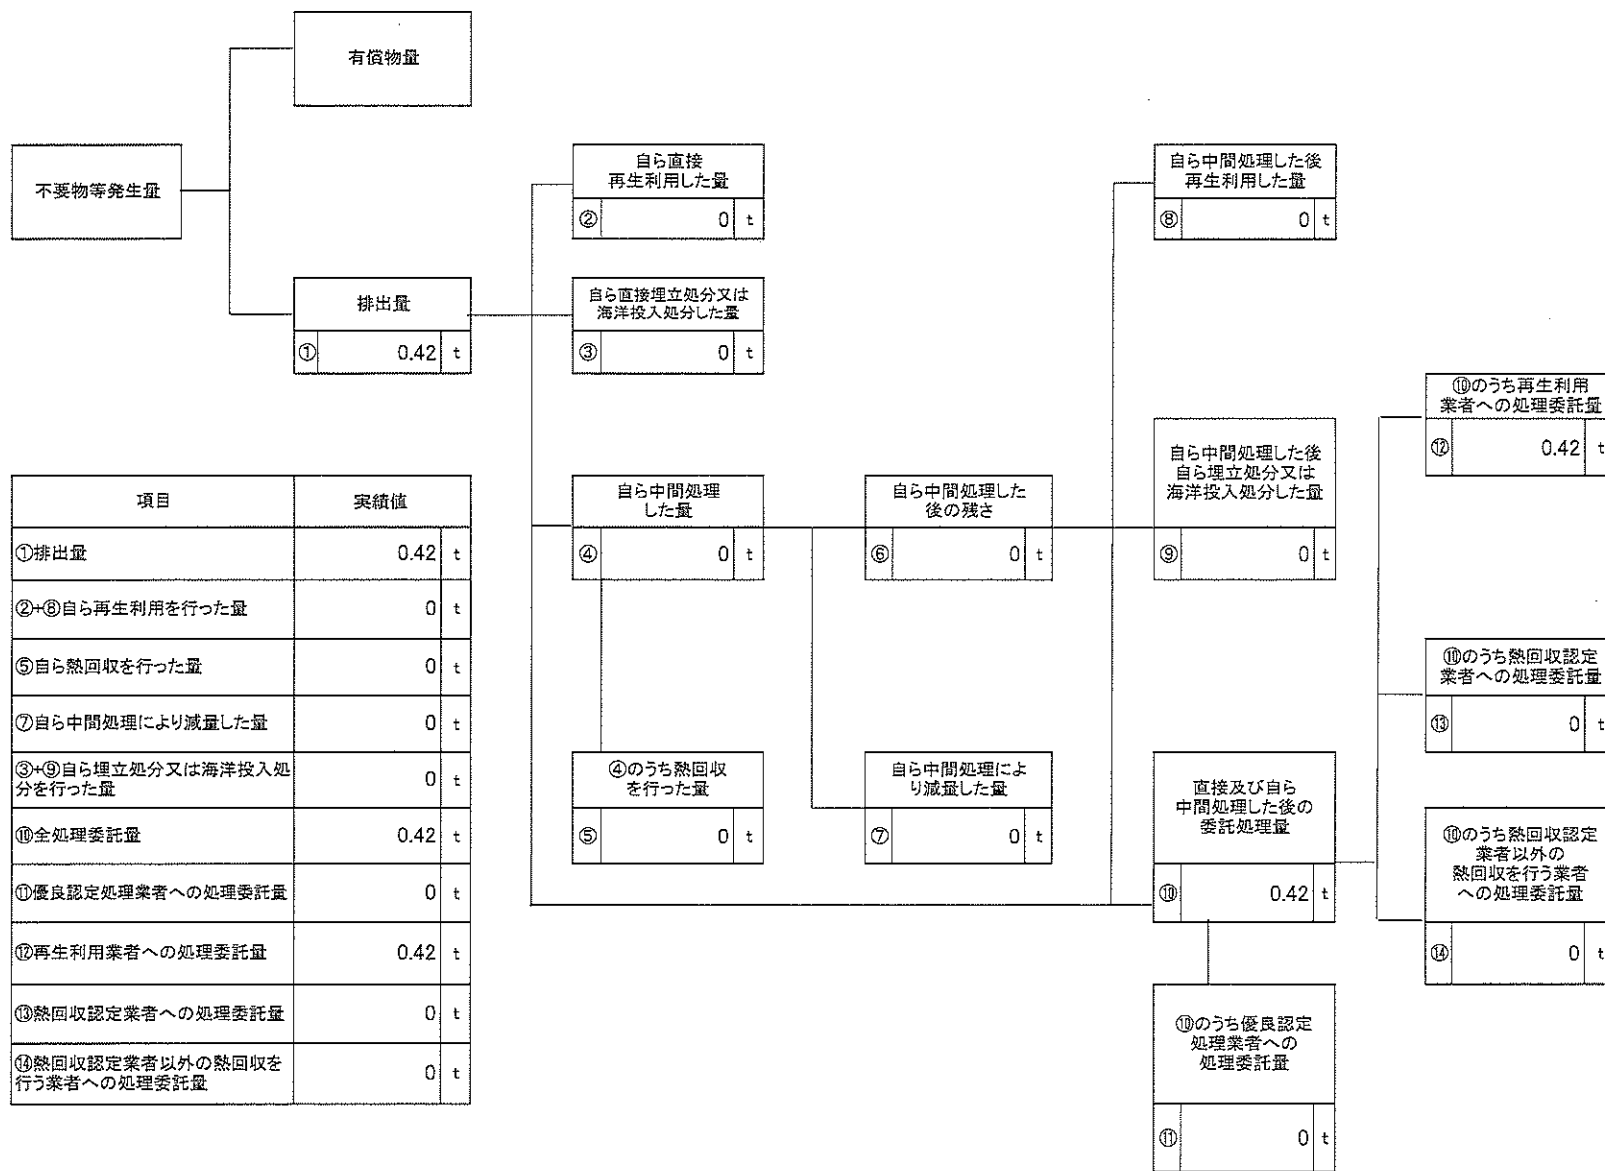 有償物量
不要物等発生量
排出量
① 0.42 t
自ら直接
再生利用した量
② 0 t
自ら直接埋立処分又は
海洋投入処分した量
③ 0 t
自ら中間処理した後
再生利用した量
⑧ 0 t
自ら中間処理
した量
④ 0 t
自ら中間処理した
後の残さ
⑥ 0 t
自ら中間処理した後
自ら埋立処分又は
海洋投入処分した量
⑨ 0 t
④のうち熱回収
を行った量
⑤ 0 t
自ら中間処理によ
り減量した量
⑦ 0 t
直接及び自ら
中間処理した後の
委託処理量
⑩ 0.42 t
⑩のうち優良認定
処理業者への
処理委託量
⑪ 0 t
⑩のうち再生利用
業者への処理委託量
⑫ 0.42 t
⑩のうち熱回収認定
業者への処理委託量
⑬ 0 t
⑩のうち熱回収認定
業者以外の
熱回収を行う業者
への処理委託量
⑭ 0 t
項目 実績値
①排出量 0.42 t
②+⑧自ら再生利用を行った量 0 t
⑤自ら熱回収を行った量 0 t
⑦自ら中間処理により減量した量 0 t
③+⑨自ら埋立処分又は海洋投入処
分を行った量 0 t
⑩全処理委託量 0.42 t
⑪優良認定処理業者への処理委託量 0 t
⑫再生利用業者への処理委託量 0.42 t
⑬熱回収認定業者への処理委託量 0 t
⑭熱回収認定業者以外の熱回収を
行う業者への処理委託量 0 t